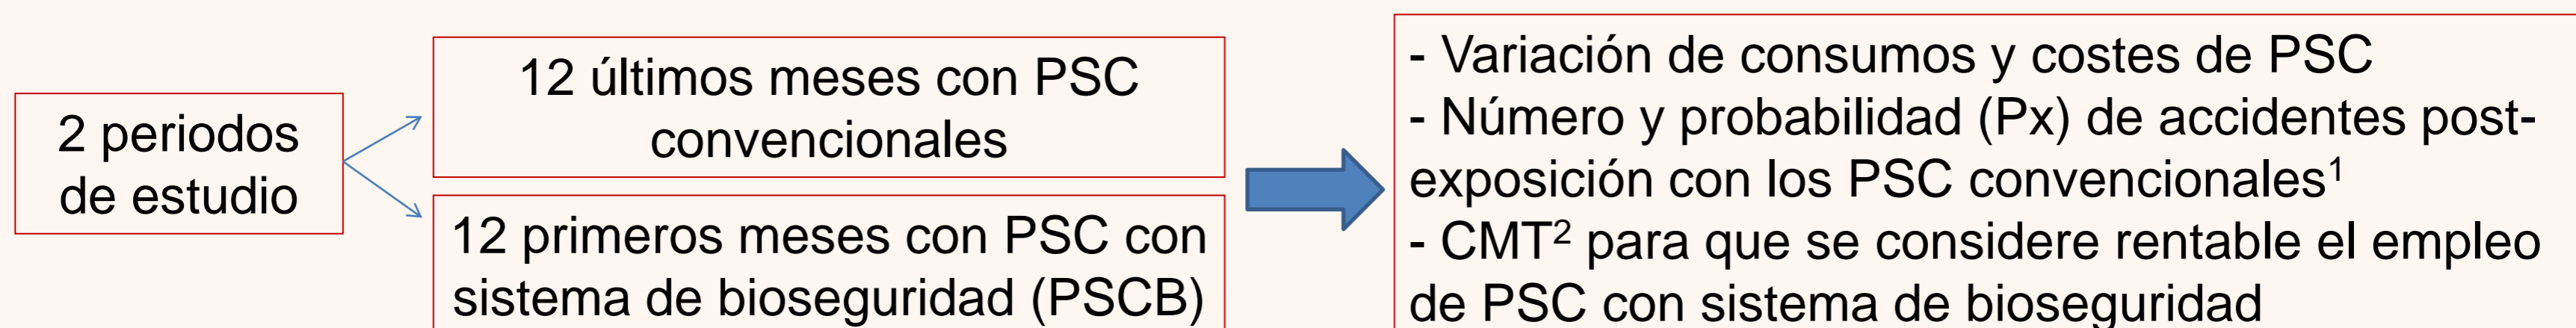 2 periodos
de estudio
12 últimos meses con PSC
convencionales
12 primeros meses con PSC con
sistema de bioseguridad (PSCB)
- Variación de consumos y costes de PSC
- Número y probabilidad (Px) de accidentes post-
exposición con los PSC convencionales¹
- CMT² para que se considere rentable el empleo
de PSC con sistema de bioseguridad